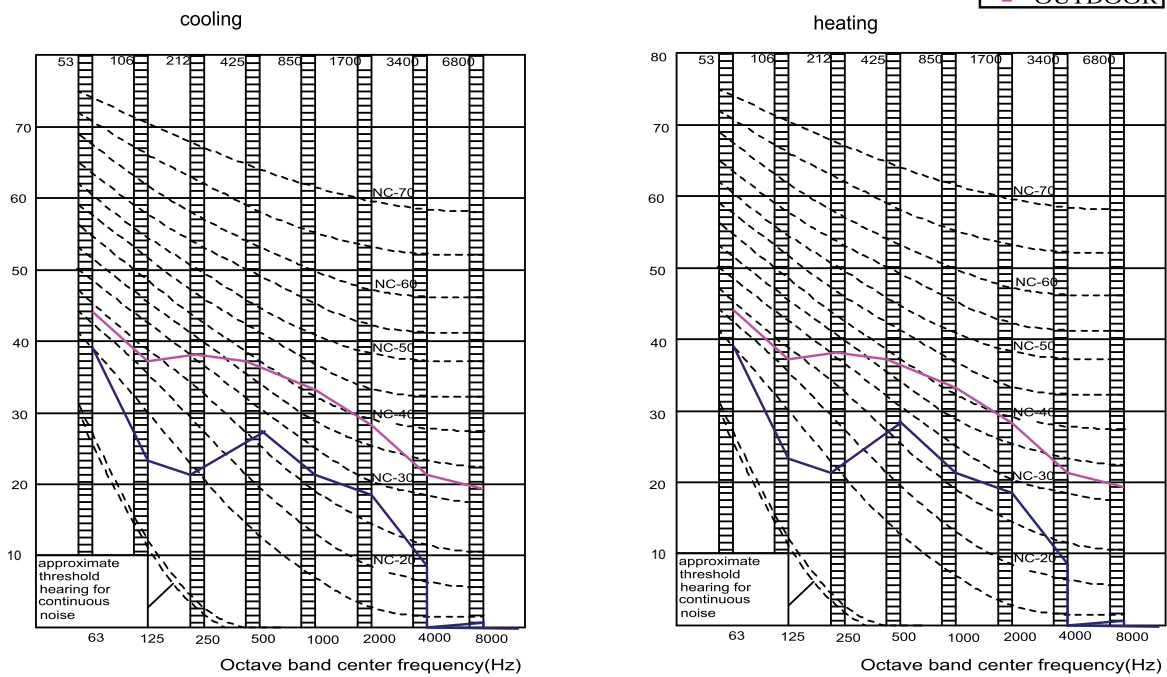 OUTDOOR
cooling
53 106 212 425 850 1700 3400 6800
70
60
50
40
30
20
10
NC-70
NC-60
NC-50
NC-40
NC-30
NC-20
approximate
threshold
hearing for
continuous
noise
63 125 250 500 1000 2000 4000 8000
Octave band center frequency(Hz)
heating
53 106 212 425 850 1700 3400 6800
80
70
60
50
40
30
20
10
NC-70
NC-60
NC-50
NC-40
NC-30
NC-20
approximate
threshold
hearing for
continuous
noise
63 125 250 500 1000 2000 4000 8000
Octave band center frequency(Hz)